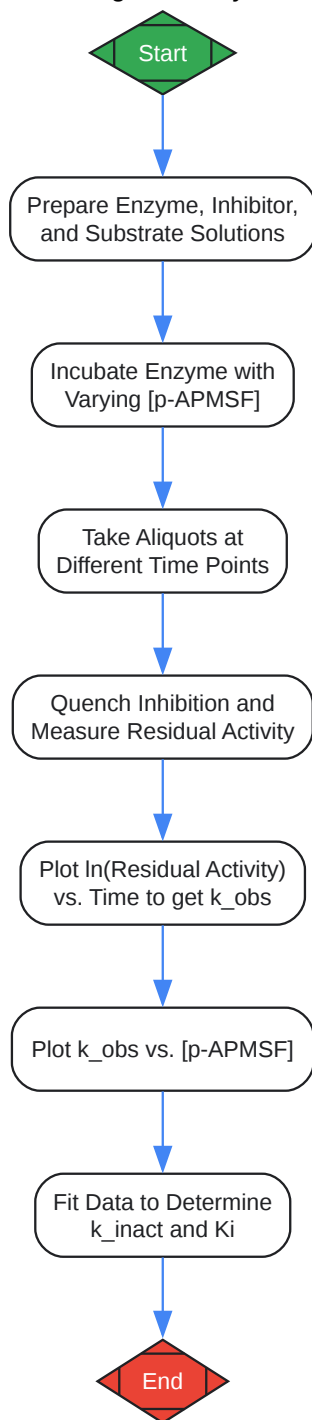 Start
Prepare Enzyme, Inhibitor,
and Substrate Solutions
Incubate Enzyme with
Varying [p-APMSF]
Take Aliquots at
Different Time Points
Quench Inhibition and
Measure Residual Activity
Plot ln(Residual Activity)
vs. Time to get k_obs
Plot k_obs vs. [p-APMSF]
Fit Data to Determine
k_inact and Ki
End